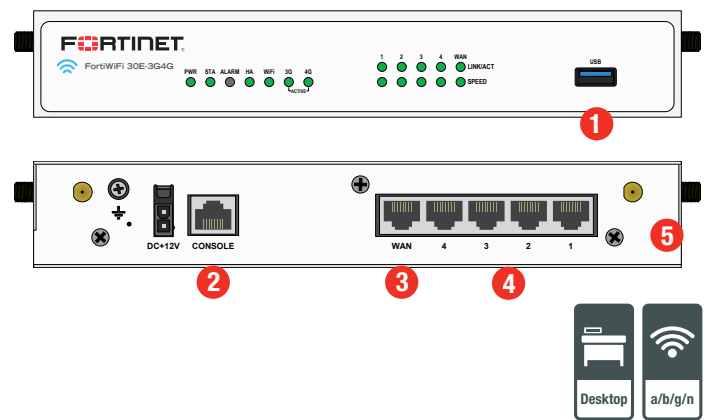 FORTINET
FortiWiFi 30E-3G4G
PWR STA ALARM HA WiFi 3G 4G
ACTIVE
1 2 3 4 WAN
LINK/ACT
SPEED
USB
1
DC+12V CONSOLE
WAN 4 3 2 1
5
2 3 4
Desktop
a/b/g/n